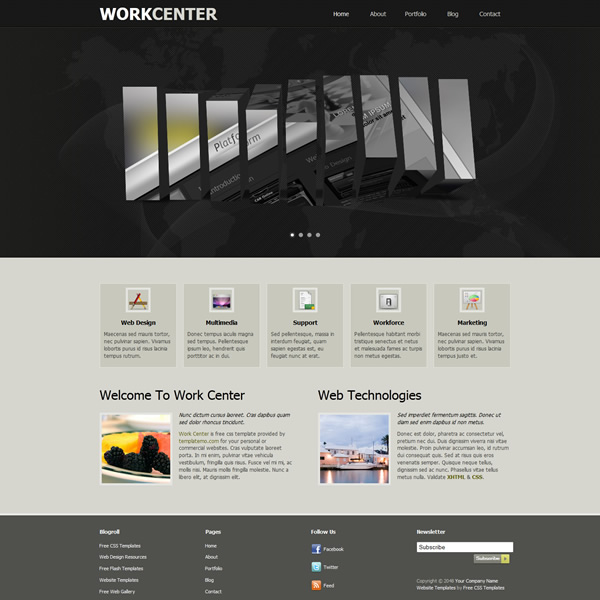 WORKCENTER
Home About Portfolio Blog Contact
Platform
Introduction
Web Design
Maecenas sed mauris tortor,
nec pulvinar sapien. Vivamus
lobortis purus id risus lacinia
tempus rutrum.
Multimedia
Donec tempus iaculis magna
sed tempus. Pellentesque
ipsum leo, hendrerit quis
porttitor ac in dui.
Support
Sed pellentesque, massa in
interdum feugiat, quam
sapien egestas est, eu
feugiat nunc et erat.
Workforce
Pellentesque habitant morbi
tristique senectus et netus
et malesuada fames ac turpis
non metus egestas.
Marketing
Maecenas sed mauris tortor,
nec pulvinar sapien. Vivamus
lobortis purus id risus lacinia
tempus justo et.
Welcome To Work Center
Nunc dictum cursus laoreet. Cras dapibus quam
sed dolor rhoncus tincidunt.
Work Center is free css template provided by
templatemo.com for your personal or
commercial websites. Cras vulputate laoreet
porta. In mi enim, pulvinar vitae vehicula
vestibulum, fringilla quis risus. Fusce vel mi mi, ac
mollis nisl. Mauris mollis fringilla molestie. Nunc a
libero elit, at dignissim elit.
Web Technologies
Sed imperdiet fermentum sagittis. Donec ut
diam sed enim dapibus id non metus.
Donec est dolor, pharetra ac consectetur vel,
pretium nec dui. Duis dignissim viverra nisi vitae
molestie. Proin pulvinar accumsan leo, id rutrum
dui consequat quis. Sed at risus quis eros
venenatis semper. Quisque neque tellus,
dignissim sed ac neque. Phasellus vitae tellus
metus nulla. Validate XHTML & CSS.
Blogroll
Free CSS Templates
Web Design Resources
Free Flash Templates
Website Templates
Free Web Gallery
Pages
Home
About
Portfolio
Blog
Contact
Follow Us
Facebook
Twitter
Feed
Newsletter
Subscribe
Subscribe
Copyright © 2048 Your Company Name
Website Templates by Free CSS Templates